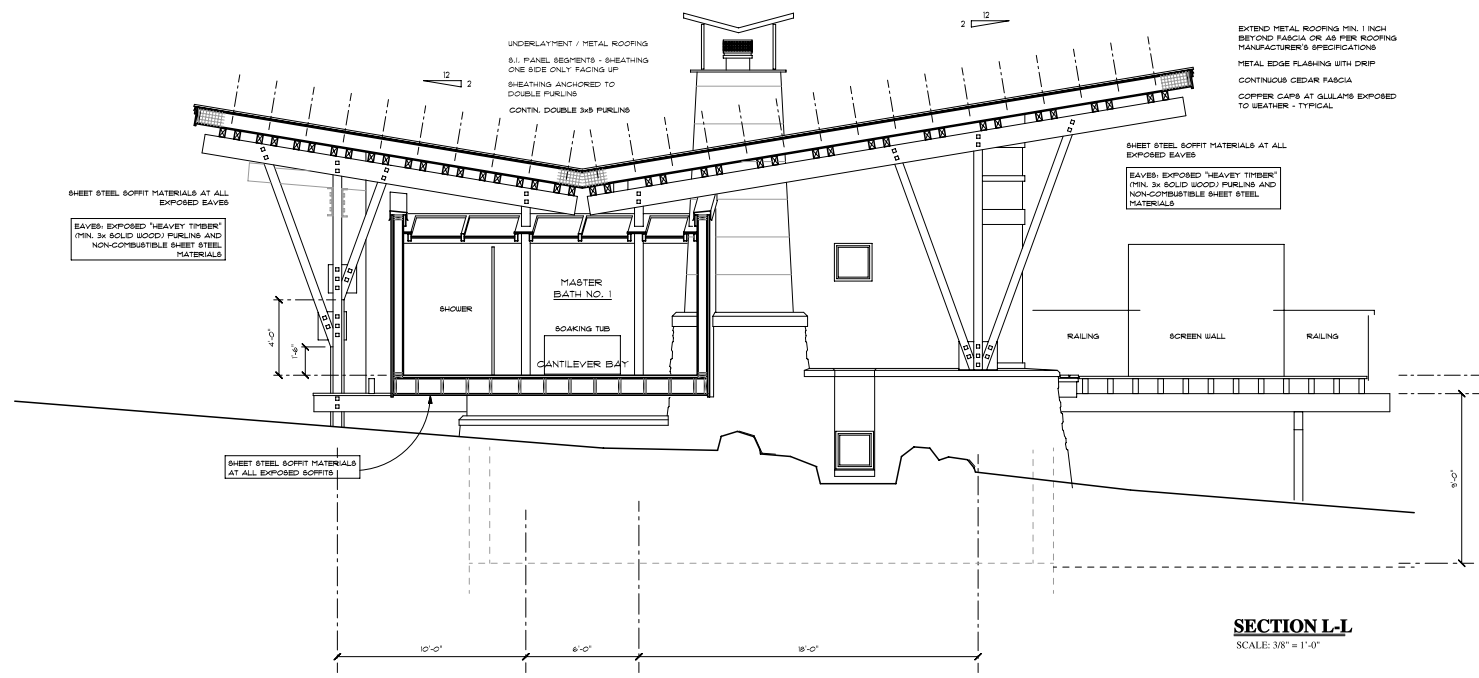 12
2
UNDERLAYMENT / METAL ROOFING
S.I. PANEL SEGMENTS - SHEATHING
ONE SIDE ONLY FACING UP
SHEATHING ANCHORED TO
DOUBLE PURLINS
CONTIN. DOUBLE 3x5 PURLINS
12
2
EXTEND METAL ROOFING MIN. 1 INCH
BEYOND FASCIA OR AS PER ROOFING
MANUFACTURER'S SPECIFICATIONS
METAL EDGE FLASHING WITH DRIP
CONTINUOUS CEDAR FASCIA
COPPER CAPS AT GLULAMS EXPOSED
TO WEATHER - TYPICAL
SHEET STEEL SOFFIT MATERIALS AT ALL
EXPOSED EAVES
EAVES: EXPOSED "HEAVEY TIMBER"
(MIN. 3x SOLID WOOD) PURLINS AND
NON-COMBUSTIBLE SHEET STEEL
MATERIALS
SHEET STEEL SOFFIT MATERIALS AT ALL
EXPOSED EAVES
EAVES: EXPOSED "HEAVEY TIMBER"
(MIN. 3x SOLID WOOD) PURLINS AND
NON-COMBUSTIBLE SHEET STEEL
MATERIALS
MASTER
BATH NO. 1
SHOWER
SOAKING TUB
CANTILEVER BAY
4'-0"
1'-6"
RAILING
SCREEN WALL
RAILING
SHEET STEEL SOFFIT MATERIALS
AT ALL EXPOSED SOFFITS
9'-0"
10'-0"
6'-0"
18'-0"
SECTION L-L
SCALE: 3/8" = 1'-0"